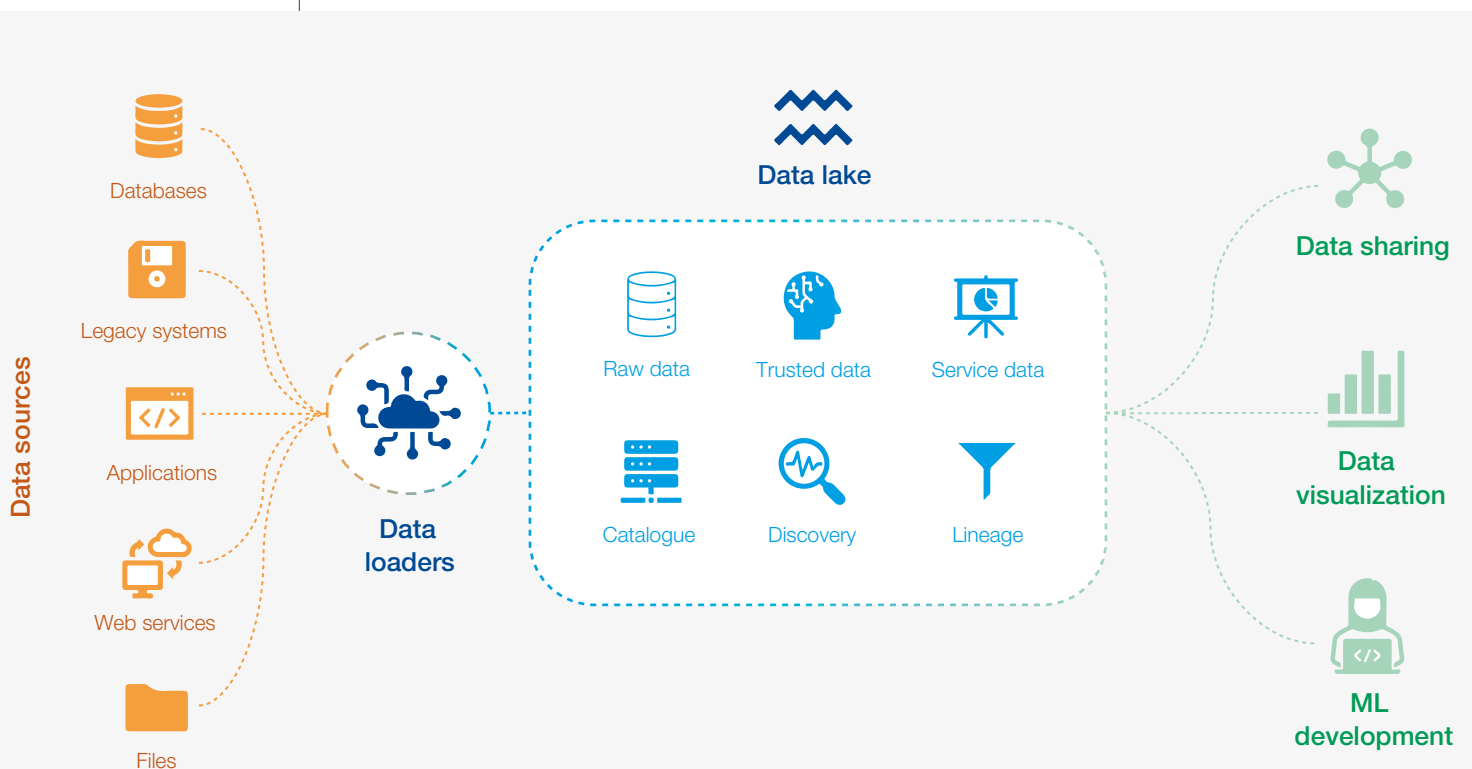 Data sources
Databases
Legacy systems
</>
Applications
Web services
Files
Data
loaders
Data lake
Raw data
Trusted data
Service data
Catalogue
Discovery
Lineage
Data sharing
Data
visualization
</>
ML
development